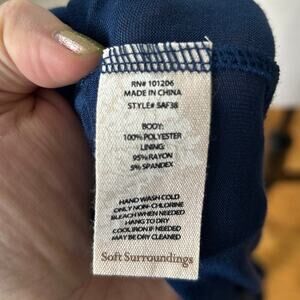 RN# 101206
MADE IN CHINA
STYLE# 5AF38
BODY:
100% POLYESTER
LINING:
95% RAYON
5% SPANDEX
HAND WASH COLD
ONLY NON-CHLORINE
BLEACH WHEN NEEDED
HANG TO DRY
COOL IRON IF NEEDED
MAY BE DRY CLEANED
Soft Surroundings